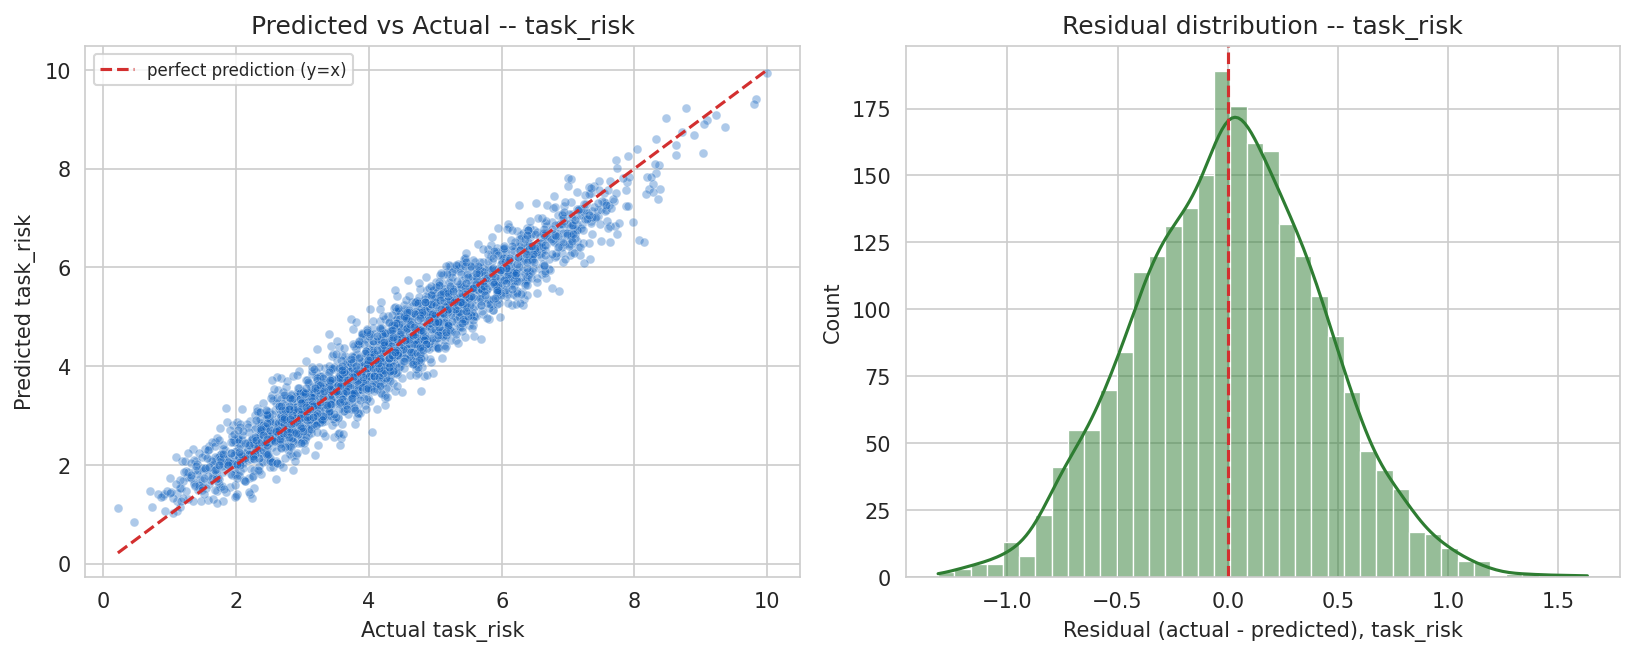 Predicted vs Actual -- task_risk
perfect prediction (y=x)
10
8
6
4
2
0
Predicted task_risk
0 2 4 6 8 10
Actual task_risk
Residual distribution -- task_risk
175
150
125
100
75
50
25
0
Count
−1.0 −0.5 0.0 0.5 1.0 1.5
Residual (actual - predicted), task_risk